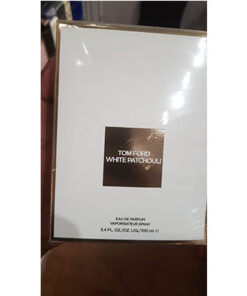 TOM FORD
WHITE PATCHOULI
EAU DE PARFUM
VAPORISATEUR SPRAY
3.4 FL. OZ./OZ. LIQ./100 ml ℮